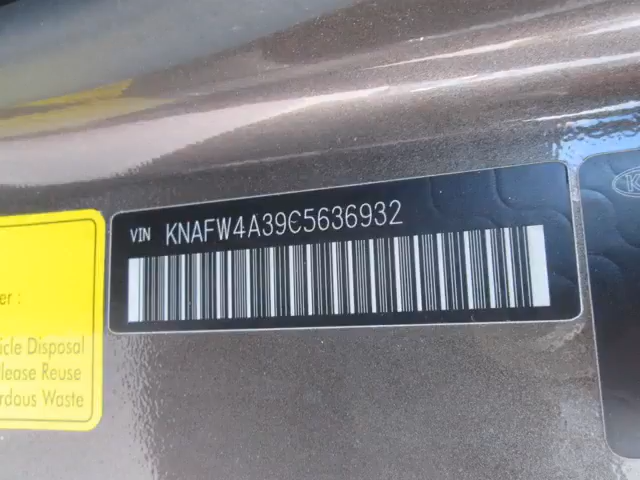 VIN KNAFW4A39C5636932
er :
icle Disposal
lease Reuse
rdous Waste